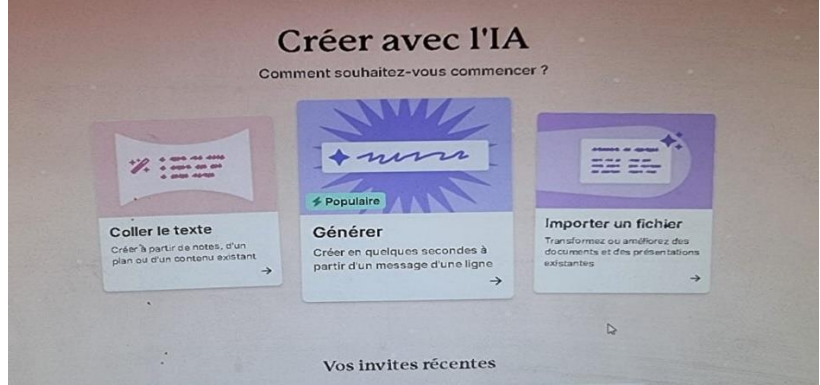 Créer avec l'IA
Comment souhaitez-vous commencer ?
Coller le texte
Créer à partir de notes, d'un
plan ou d'un contenu existant
Populaire
Générer
Créer en quelques secondes à
partir d'un message d'une ligne
Importer un fichier
Transformez ou améliorez des
documents et des présentations
existantes
Vos invites récentes